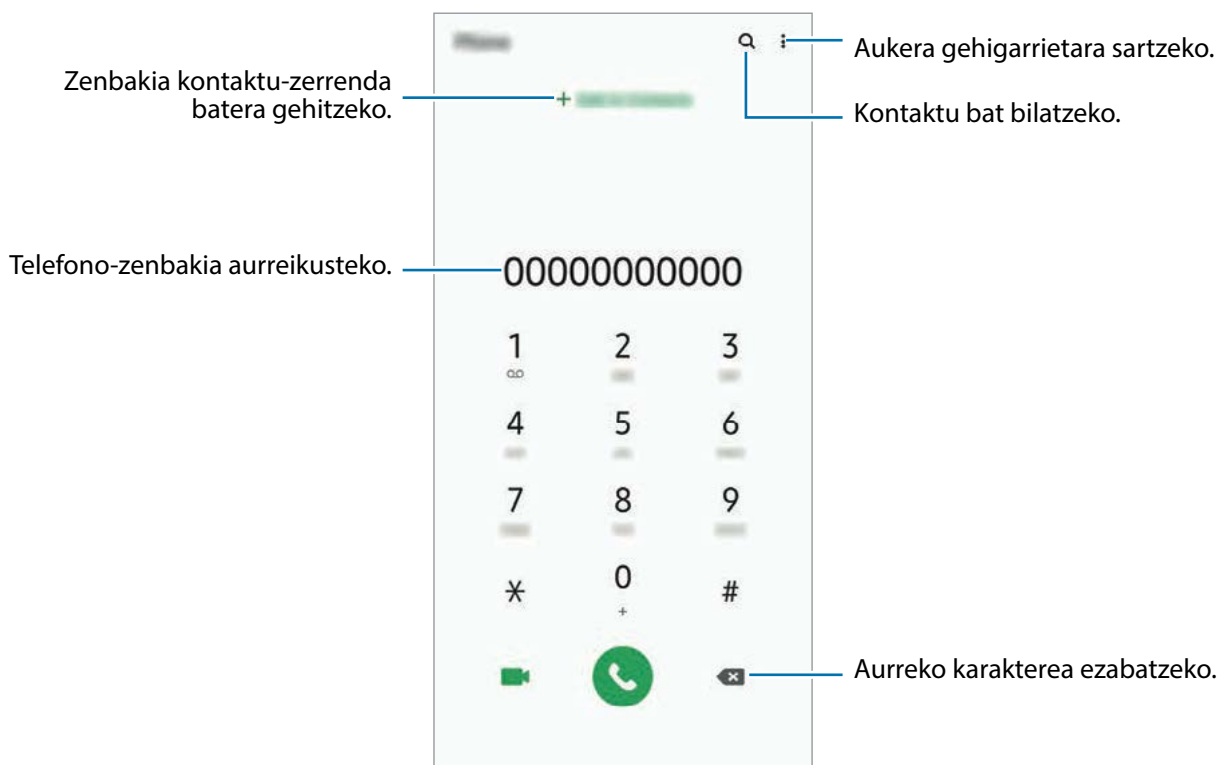 Aukera gehigarrietara sartzeko.
Zenbakia kontaktu-zerrenda
batera gehitzeko.
Kontaktu bat bilatzeko.
Telefono-zenbakia aurreikusteko.
00000000000
1 2 3
4 5 6
7 8 9
* 0 #
+
Aurreko karakterea ezabatzeko.